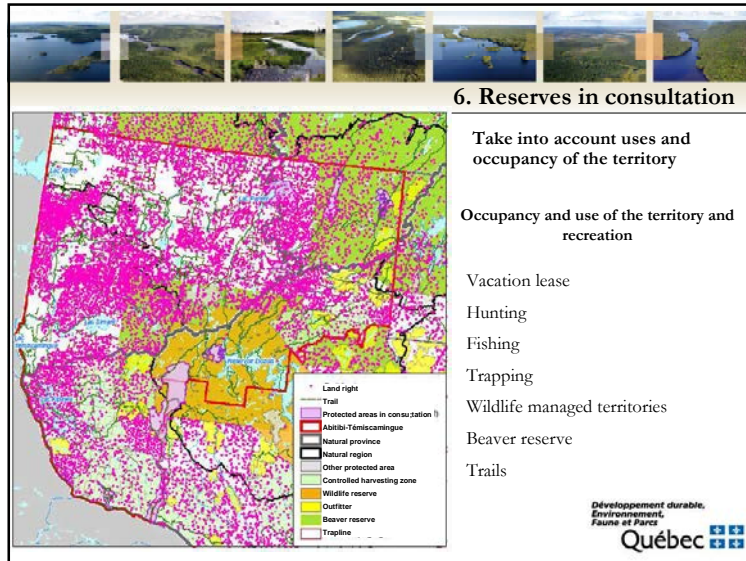 6. Reserves in consultation
Take into account uses and
occupancy of the territory
Occupancy and use of the territory and
recreation
Vacation lease
Hunting
Fishing
Trapping
Wildlife managed territories
Beaver reserve
Trails
Land right
Trail
Protected areas in consultation
Abitibi-Témiscamingue
Natural province
Natural region
Other protected area
Controlled harvesting zone
Wildlife reserve
Outfitter
Beaver reserve
Trapline
Développement durable,
Environnement,
Faune et Parcs
Québec